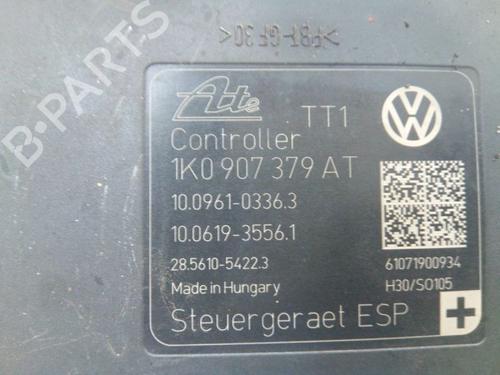 >PBT-GF30<
Ate TT1
Controller
1K0 907 379 AT
10.0961-0336.3
10.0619-3556.1
28.5610-5422.3 61071900934
Made in Hungary H30/SO105
Steuergeraet ESP
B-PARTS